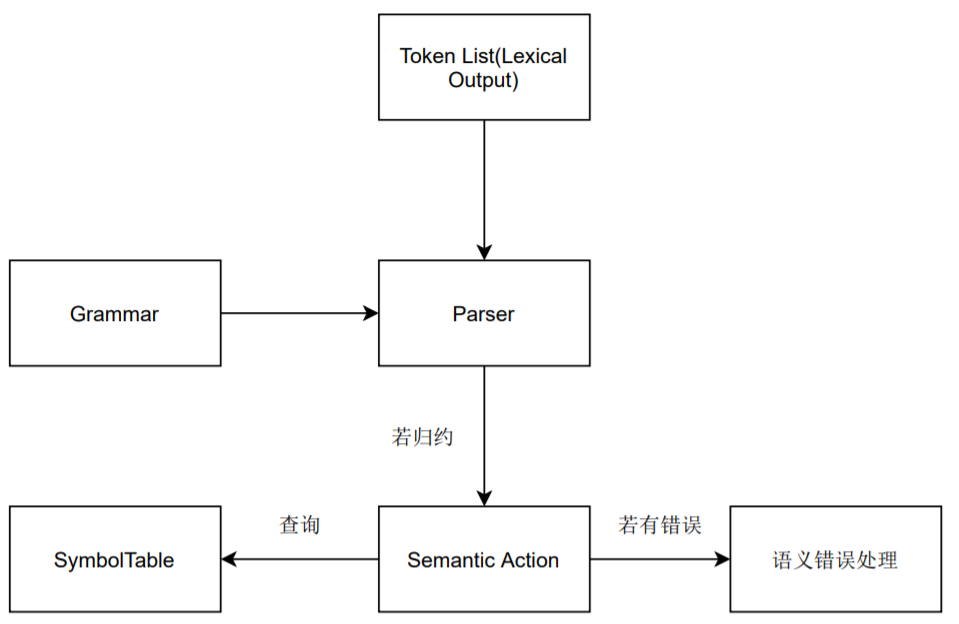 Token List(Lexical
Output)
Grammar
Parser
若归约
SymbolTable
查询
Semantic Action
若有错误
语义错误处理